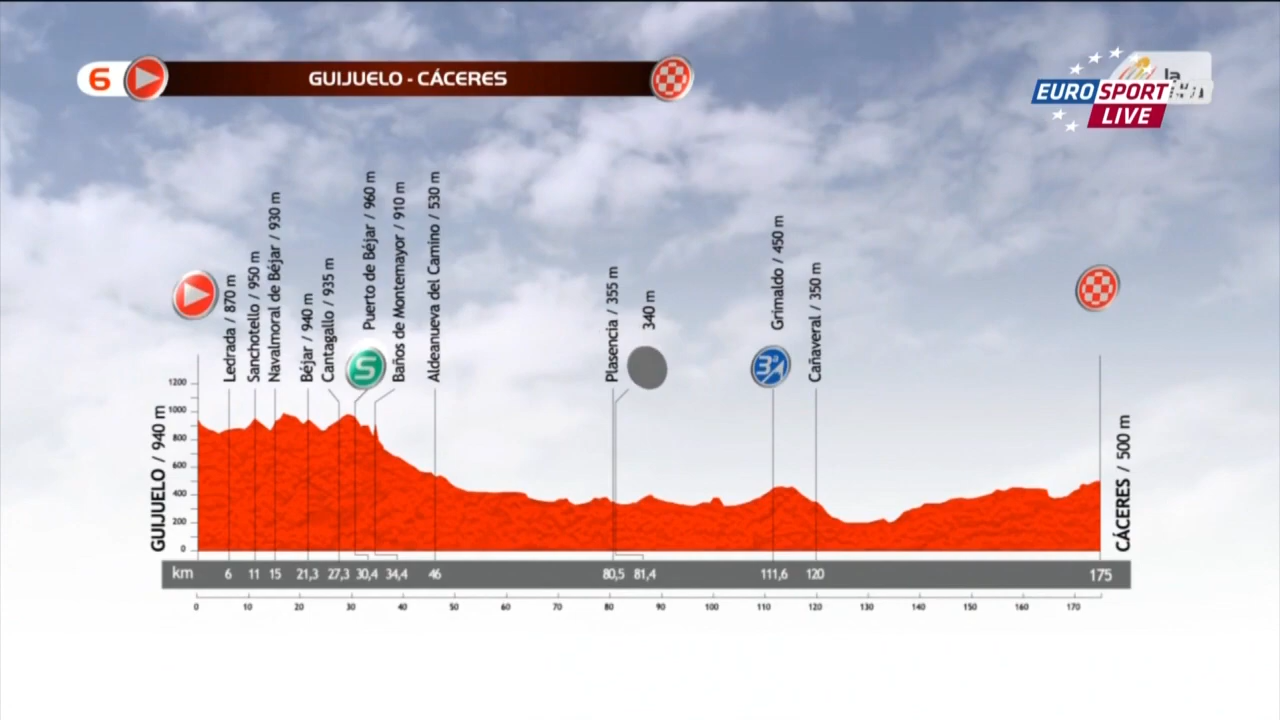 6
GUIJUELO - CÁCERES
la
EUROSPORT
LIVE
Ledrada / 870 m
Sanchotello / 950 m
Navalmoral de Béjar / 930 m
Béjar / 940 m
Cantagallo / 935 m
Puerto de Béjar / 960 m
S
Baños de Montemayor / 910 m
Aldeanueva del Camino / 530 m
Plasencia / 355 m
340 m
Grimaldo / 450 m
3ª
Cañaveral / 350 m
GUIJUELO / 940 m
1200
1000
800
600
400
200
0
CÁCERES / 500 m
km 6 11 15 21,3 27,3 30,4 34,4 46 80,5 81,4 111,6 120 175
0 10 20 30 40 50 60 70 80 90 100 110 120 130 140 150 160 170